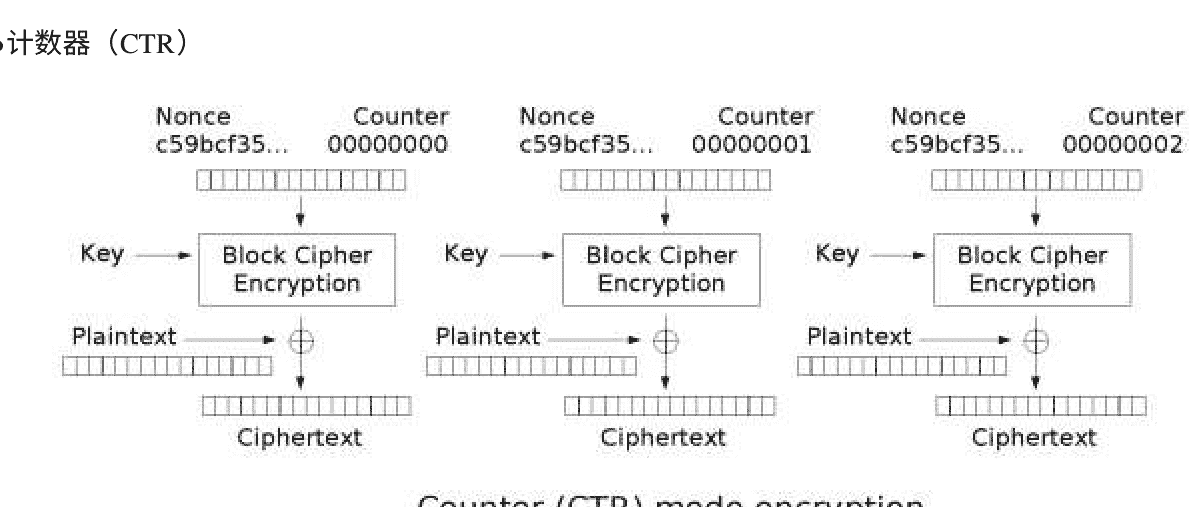 计数器（CTR）
Nonce Counter Nonce Counter Nonce Counter
c59bcf35... 00000000 c59bcf35... 00000001 c59bcf35... 00000002
Key Block Cipher Encryption Key Block Cipher Encryption Key Block Cipher Encryption
Plaintext Plaintext Plaintext
Ciphertext Ciphertext Ciphertext
Counter (CTR) mode encryption